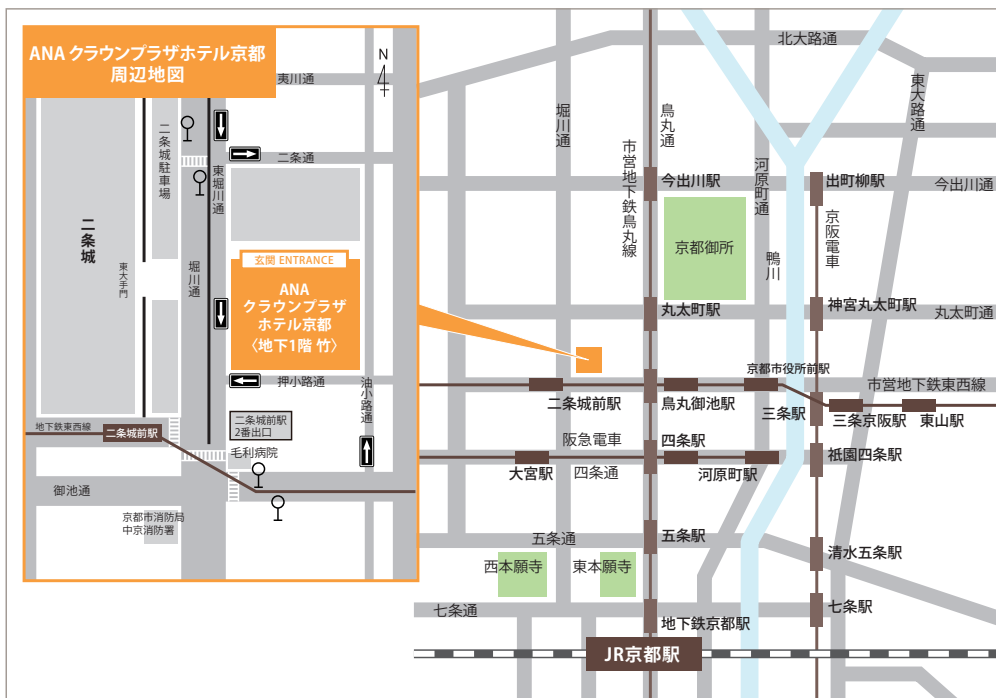 ANA クラウンプラザホテル京都
周辺地図
N
夷川通
二条城駐車場
二条通
東堀川通
二条城
東大手門
堀川通
玄関 ENTRANCE
ANA
クラウンプラザ
ホテル京都
〈地下1階 竹〉
押小路通
油小路通
二条城前駅
2番出口
地下鉄東西線
二条城前駅
毛利病院
御池通
京都市消防局
中京消防署
北大路通
東大路通
堀川通
烏丸通
市営地下鉄烏丸線
河原町通
今出川駅
出町柳駅
今出川通
京阪電車
京都御所
鴨川
丸太町駅
神宮丸太町駅
丸太町通
京都市役所前駅
市営地下鉄東西線
二条城前駅
烏丸御池駅
三条駅
三条京阪駅
東山駅
阪急電車
四条駅
大宮駅
四条通
河原町駅
祇園四条駅
五条通
五条駅
清水五条駅
西本願寺
東本願寺
七条通
七条駅
地下鉄京都駅
JR京都駅